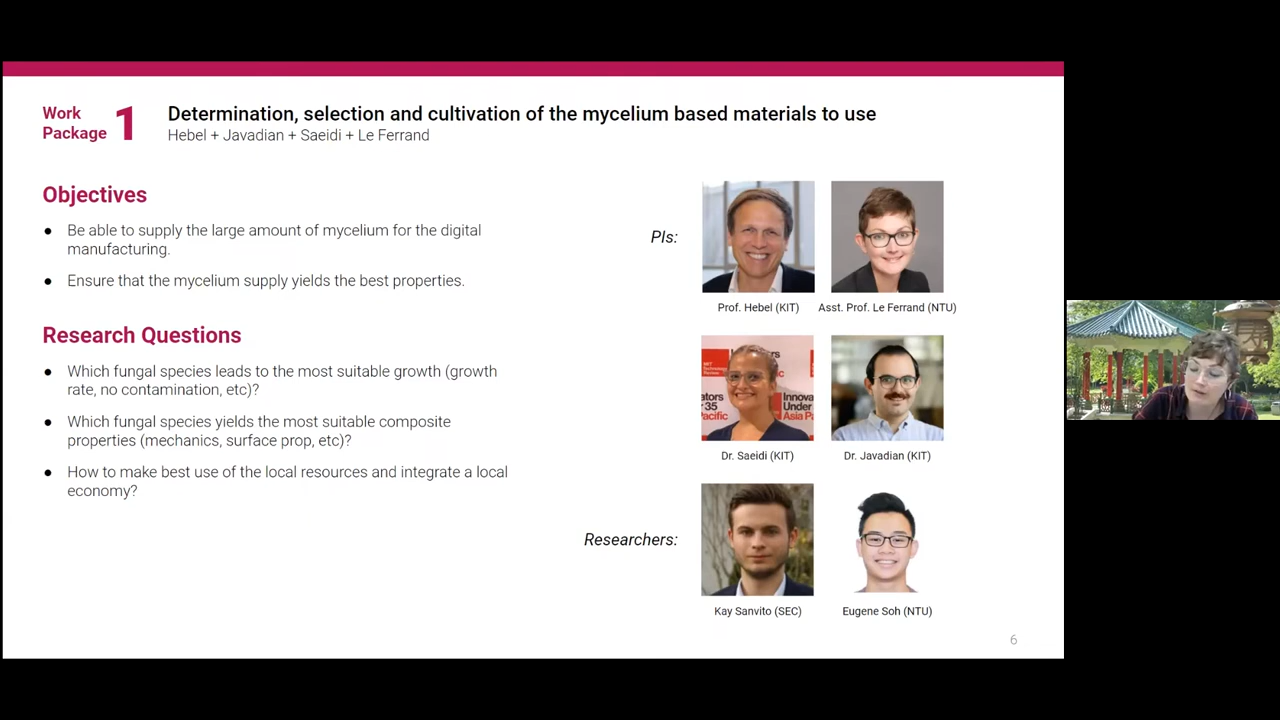 Work
Package 1
Determination, selection and cultivation of the mycelium based materials to use
Hebel + Javadian + Saeidi + Le Ferrand
Objectives
● Be able to supply the large amount of mycelium for the digital
manufacturing.
● Ensure that the mycelium supply yields the best properties.
Research Questions
● Which fungal species leads to the most suitable growth (growth
rate, no contamination, etc)?
● Which fungal species yields the most suitable composite
properties (mechanics, surface prop, etc)?
● How to make best use of the local resources and integrate a local
economy?
PIs:
Prof. Hebel (KIT)
Asst. Prof. Le Ferrand (NTU)
Dr. Saeidi (KIT)
Dr. Javadian (KIT)
Researchers:
Kay Sanvito (SEC)
Eugene Soh (NTU)
6